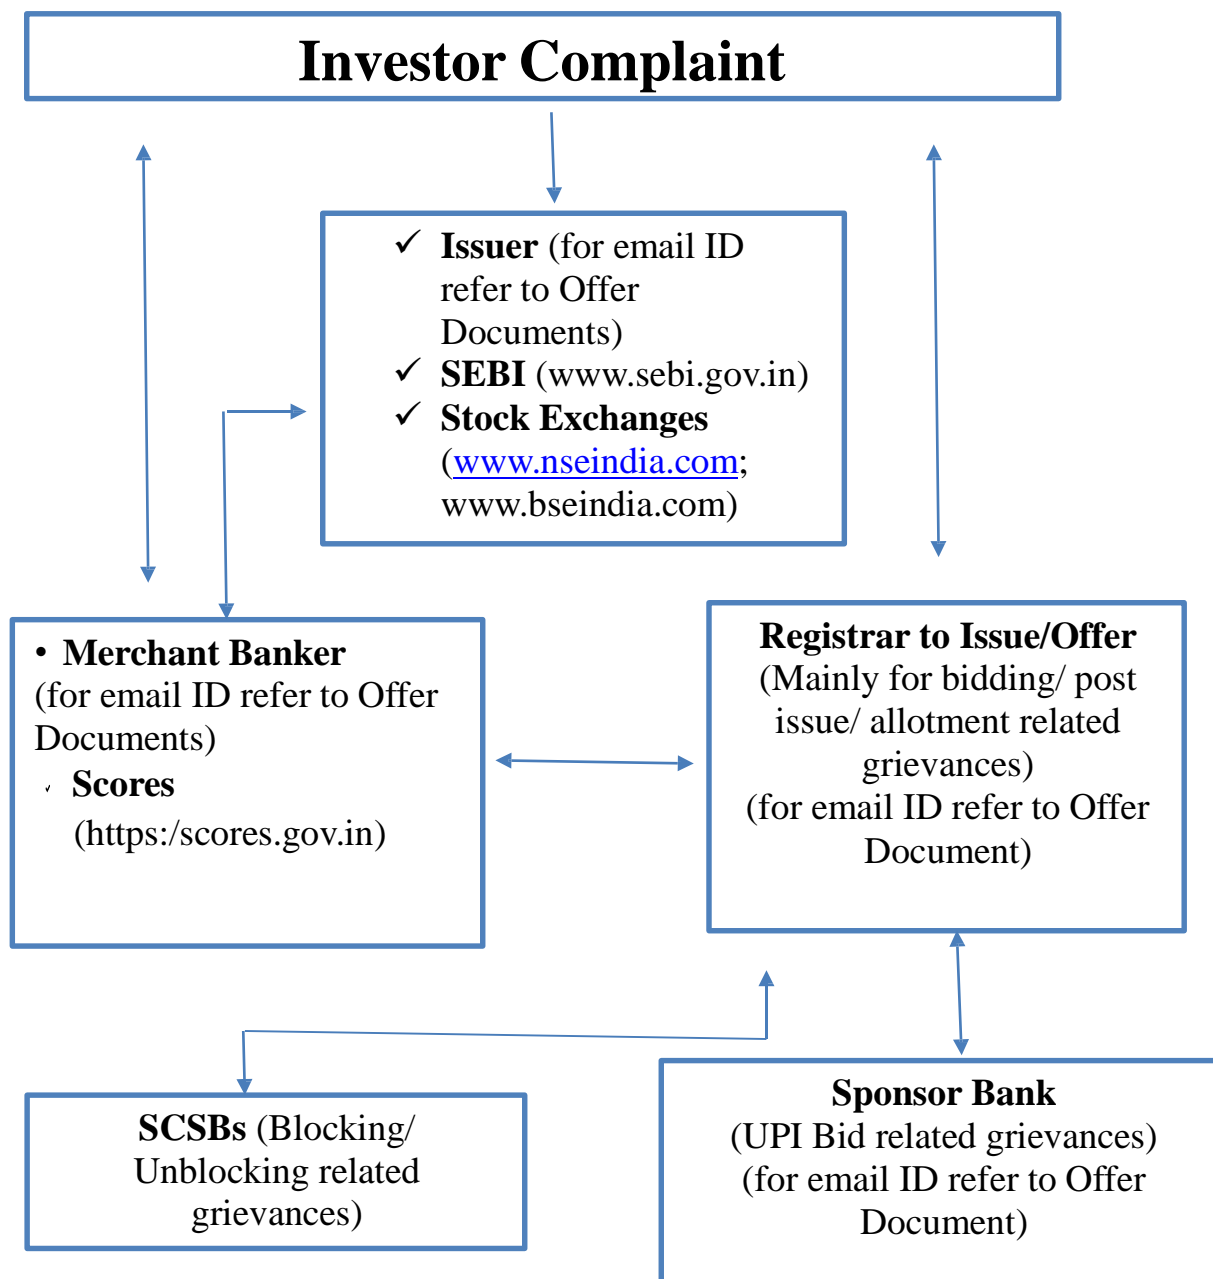 Investor Complaint
✓ Issuer (for email ID
refer to Offer
Documents)
✓ SEBI (www.sebi.gov.in)
✓ Stock Exchanges
(www.nseindia.com;
www.bseindia.com)
• Merchant Banker
(for email ID refer to Offer
Documents)
✓ Scores
(https:/scores.gov.in)
Registrar to Issue/Offer
(Mainly for bidding/ post
issue/ allotment related
grievances)
(for email ID refer to Offer
Document)
SCSBs (Blocking/
Unblocking related
grievances)
Sponsor Bank
(UPI Bid related grievances)
(for email ID refer to Offer
Document)